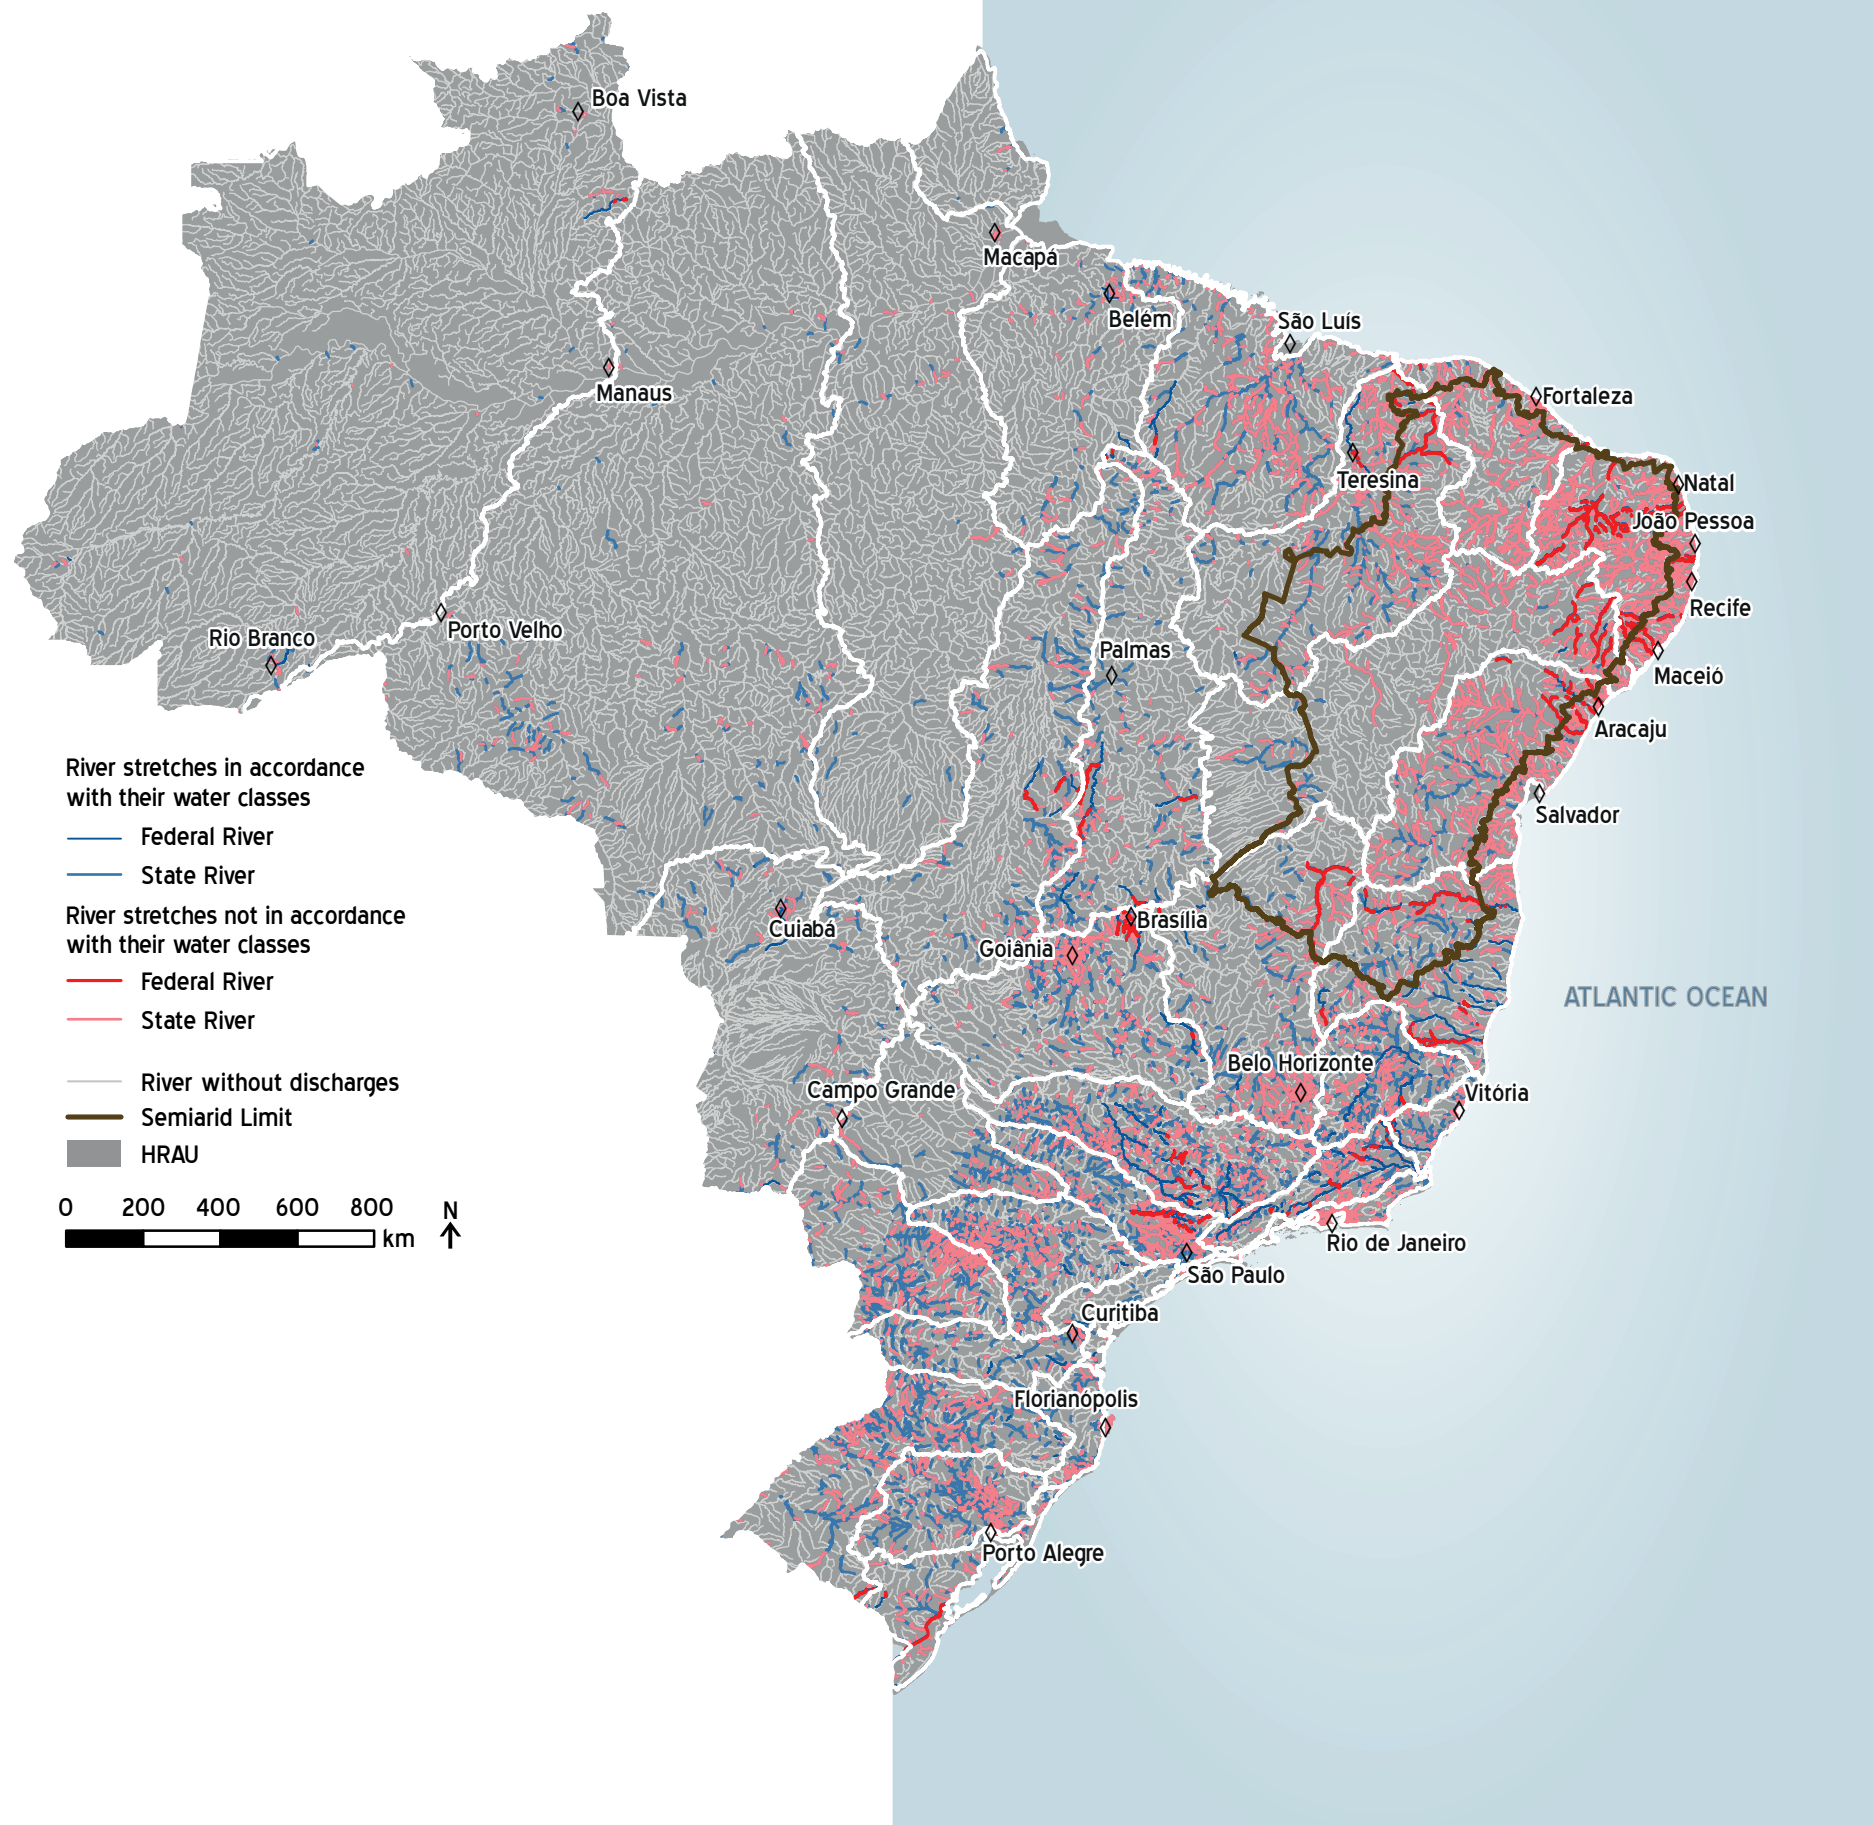 Boa Vista
Macapá
Belém
São Luís
Manaus
Fortaleza
Teresina
Natal
João Pessoa
Recife
Rio Branco
Porto Velho
Palmas
Maceió
Aracaju
Salvador
River stretches in accordance
with their water classes
Federal River
State River
River stretches not in accordance
with their water classes
Federal River
State River
River without discharges
Semiarid Limit
HRAU
0 200 400 600 800
km
N
Cuiabá
Goiânia
Brasília
ATLANTIC OCEAN
Belo Horizonte
Campo Grande
Vitória
Rio de Janeiro
São Paulo
Curitiba
Florianópolis
Porto Alegre